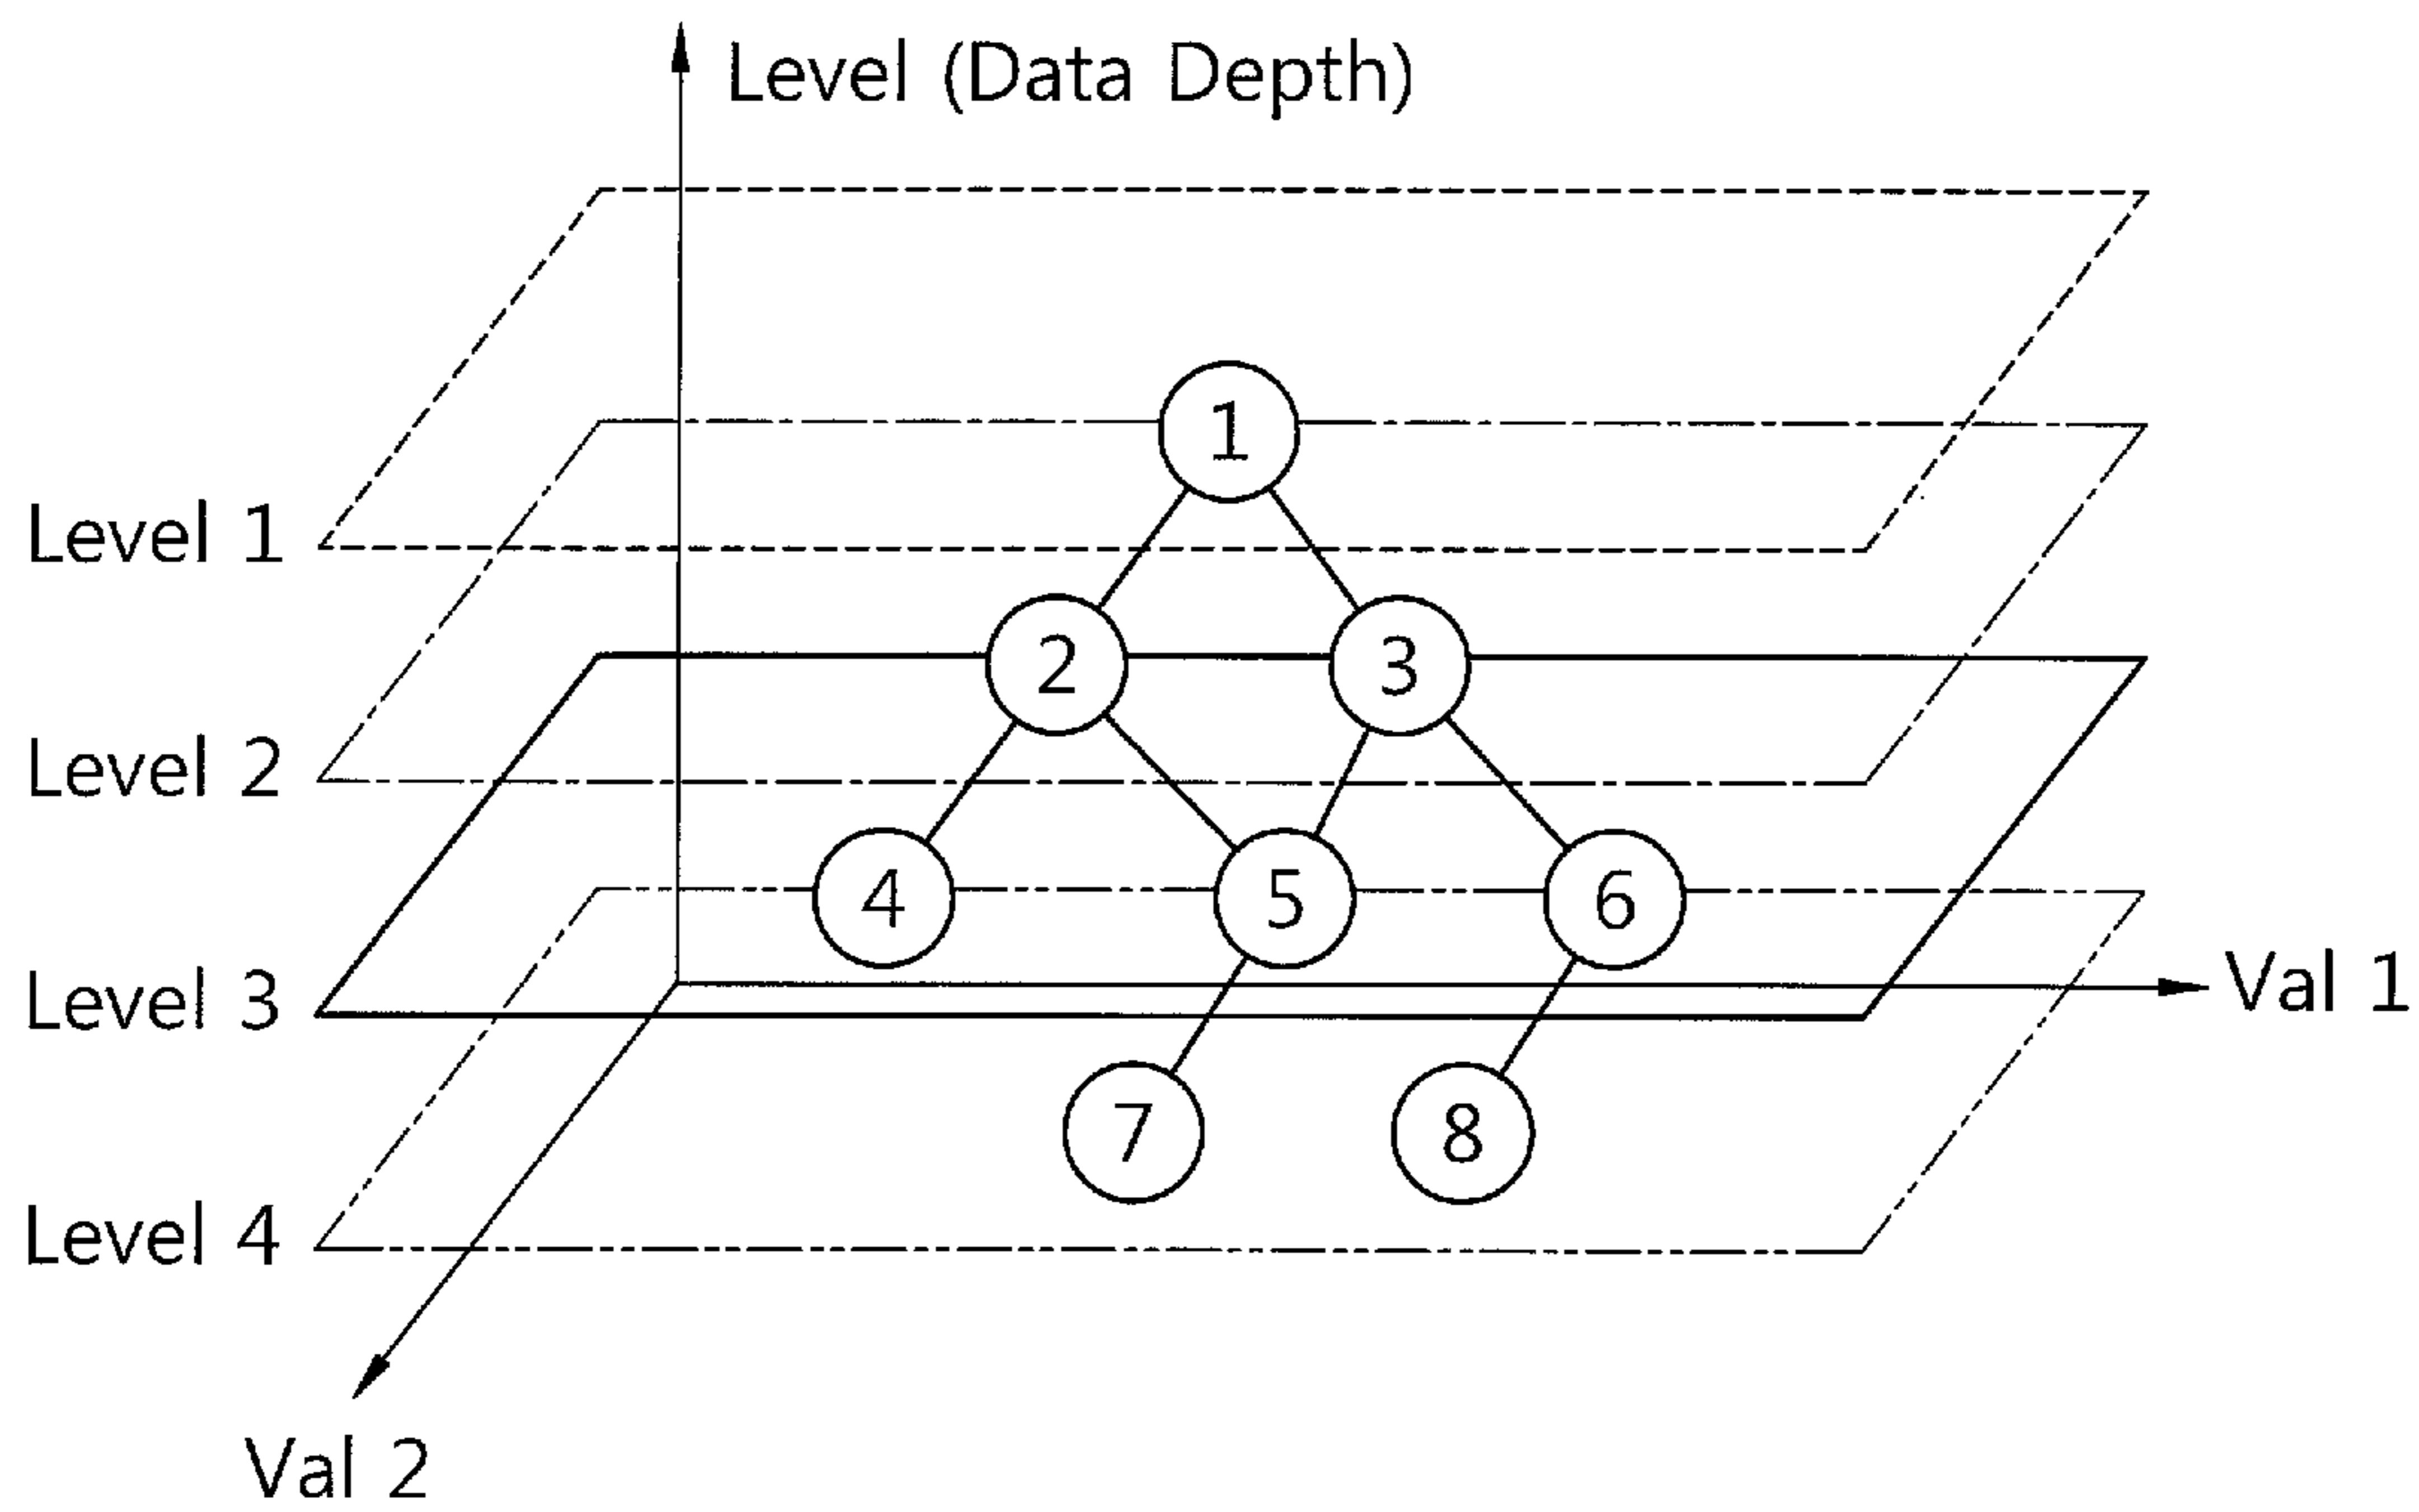 Level (Data Depth)
1
Level 1
2 3
Level 2
4 5 6
Level 3
Val 1
7 8
Level 4
Val 2